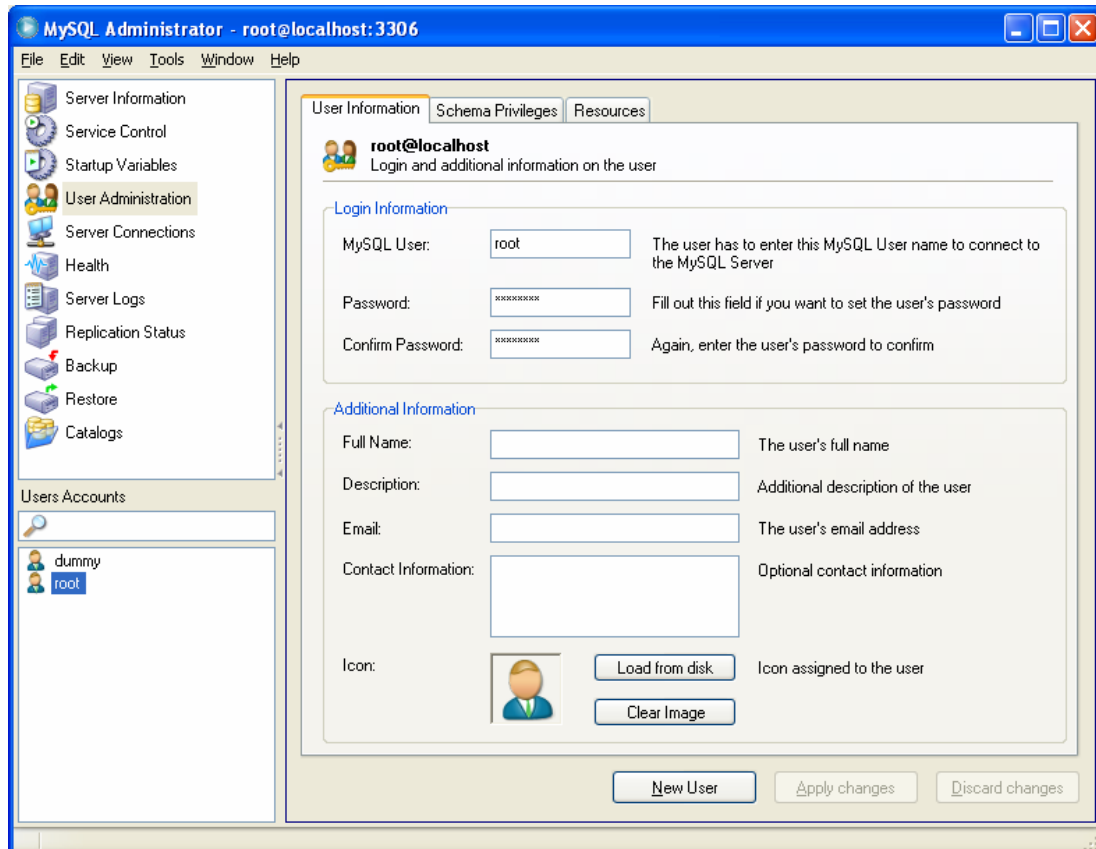 MySQL Administrator - root@localhost:3306
File Edit View Tools Window Help
Server Information
Service Control
Startup Variables
User Administration
Server Connections
Health
Server Logs
Replication Status
Backup
Restore
Catalogs
Users Accounts
dummy
root
User Information Schema Privileges Resources
root@localhost
Login and additional information on the user
Login Information
MySQL User: root The user has to enter this MySQL User name to connect to
the MySQL Server
Password: ******** Fill out this field if you want to set the user's password
Confirm Password: ******** Again, enter the user's password to confirm
Additional Information
Full Name: The user's full name
Description: Additional description of the user
Email: The user's email address
Contact Information: Optional contact information
Icon: Load from disk Icon assigned to the user
Clear Image
New User Apply changes Discard changes